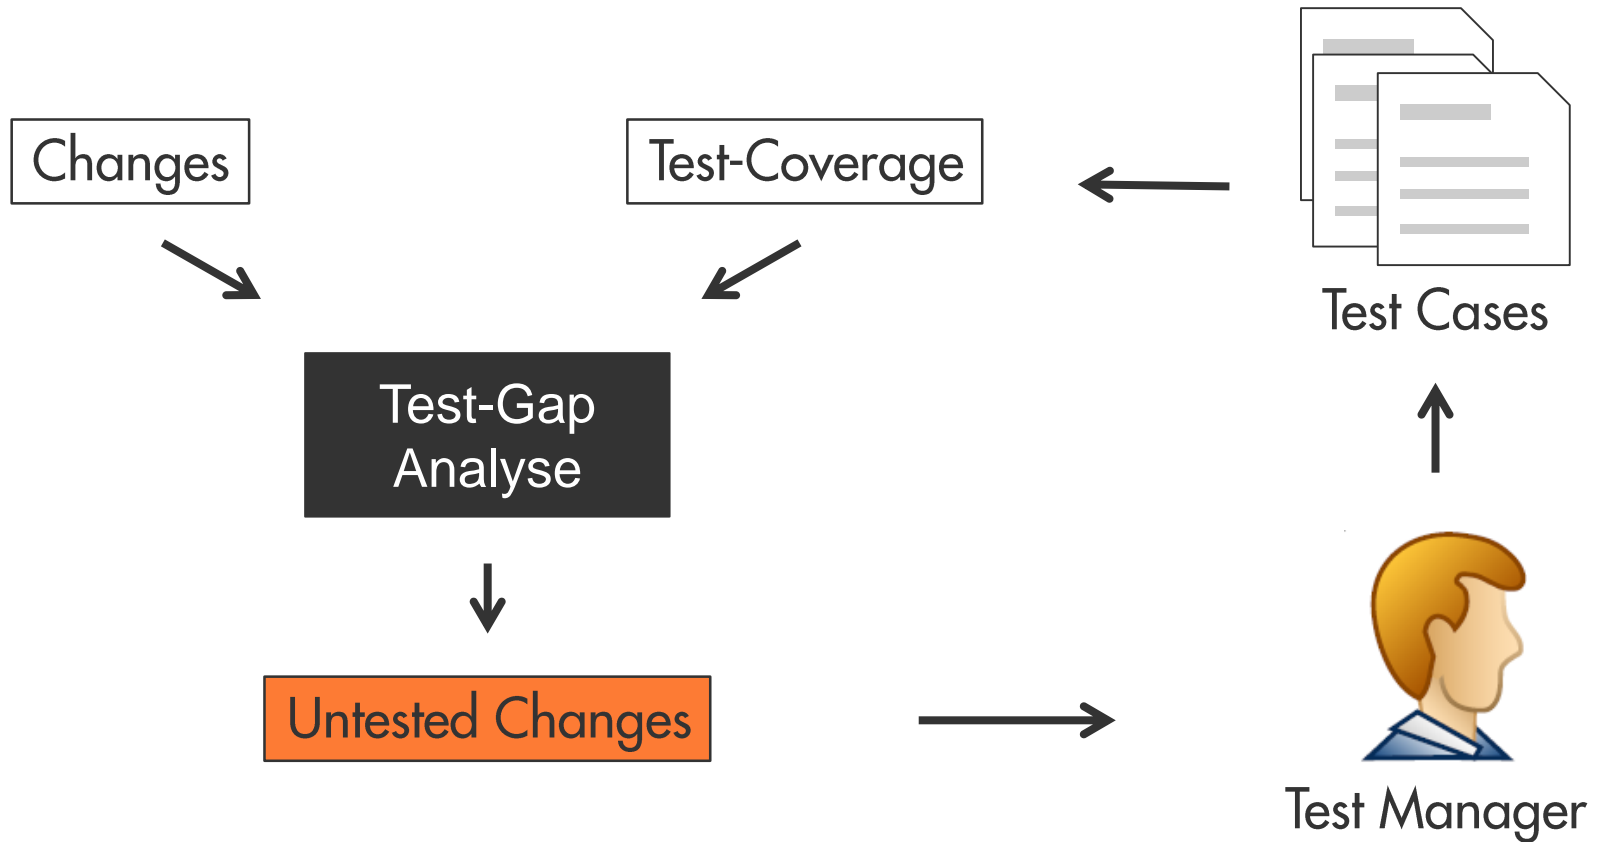 Changes
Test-Coverage
Test Cases
Test-Gap
Analyse
Untested Changes
Test Manager